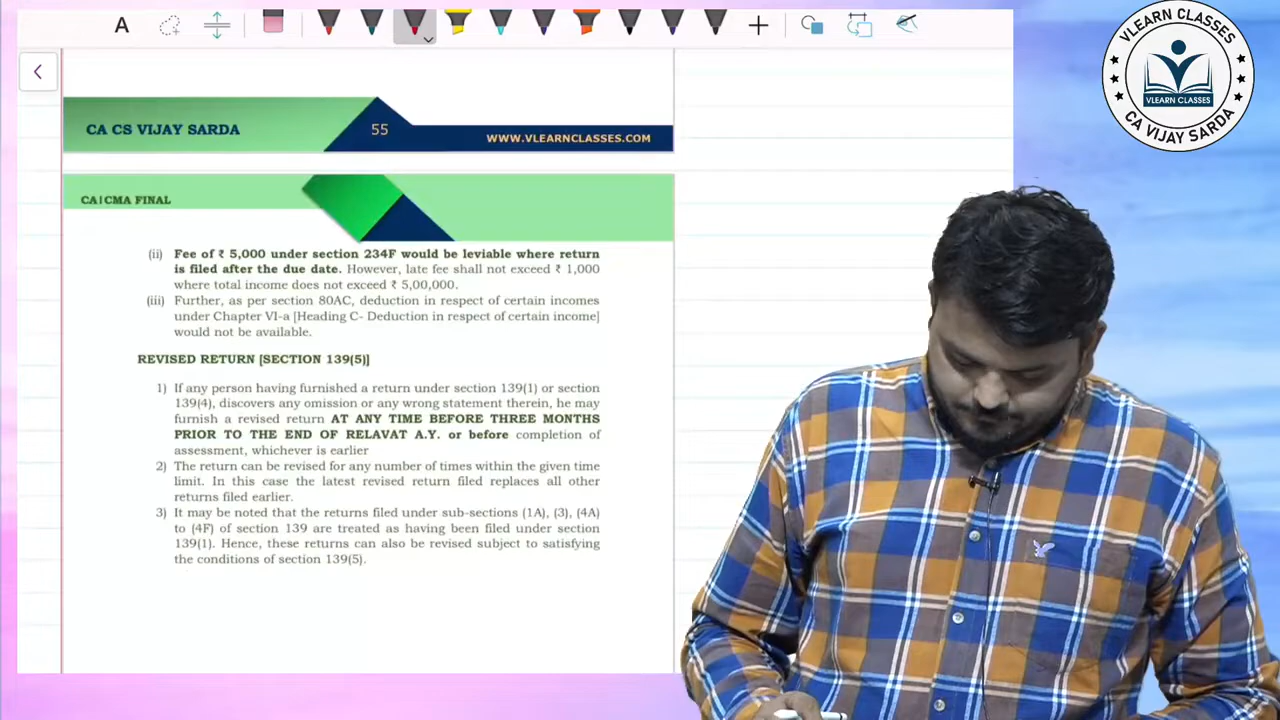 A
VLEARN CLASSES
VLEARN CLASSES
CA VIJAY SARDA
CA CS VIJAY SARDA
55
WWW.VLEARNCLASSES.COM
CA|CMA FINAL
(ii) Fee of ₹ 5,000 under section 234F would be leviable where return
is filed after the due date. However, late fee shall not exceed ₹ 1,000
where total income does not exceed ₹ 5,00,000.
(iii) Further, as per section 80AC, deduction in respect of certain incomes
under Chapter VI-a [Heading C- Deduction in respect of certain income]
would not be available.
REVISED RETURN [SECTION 139(5)]
1) If any person having furnished a return under section 139(1) or section
139(4), discovers any omission or any wrong statement therein, he may
furnish a revised return AT ANY TIME BEFORE THREE MONTHS
PRIOR TO THE END OF RELAVAT A.Y. or before completion of
assessment, whichever is earlier
2) The return can be revised for any number of times within the given time
limit. In this case the latest revised return filed replaces all other
returns filed earlier.
3) It may be noted that the returns filed under sub-sections (1A), (3), (4A)
to (4F) of section 139 are treated as having been filed under section
139(1). Hence, these returns can also be revised subject to satisfying
the conditions of section 139(5).